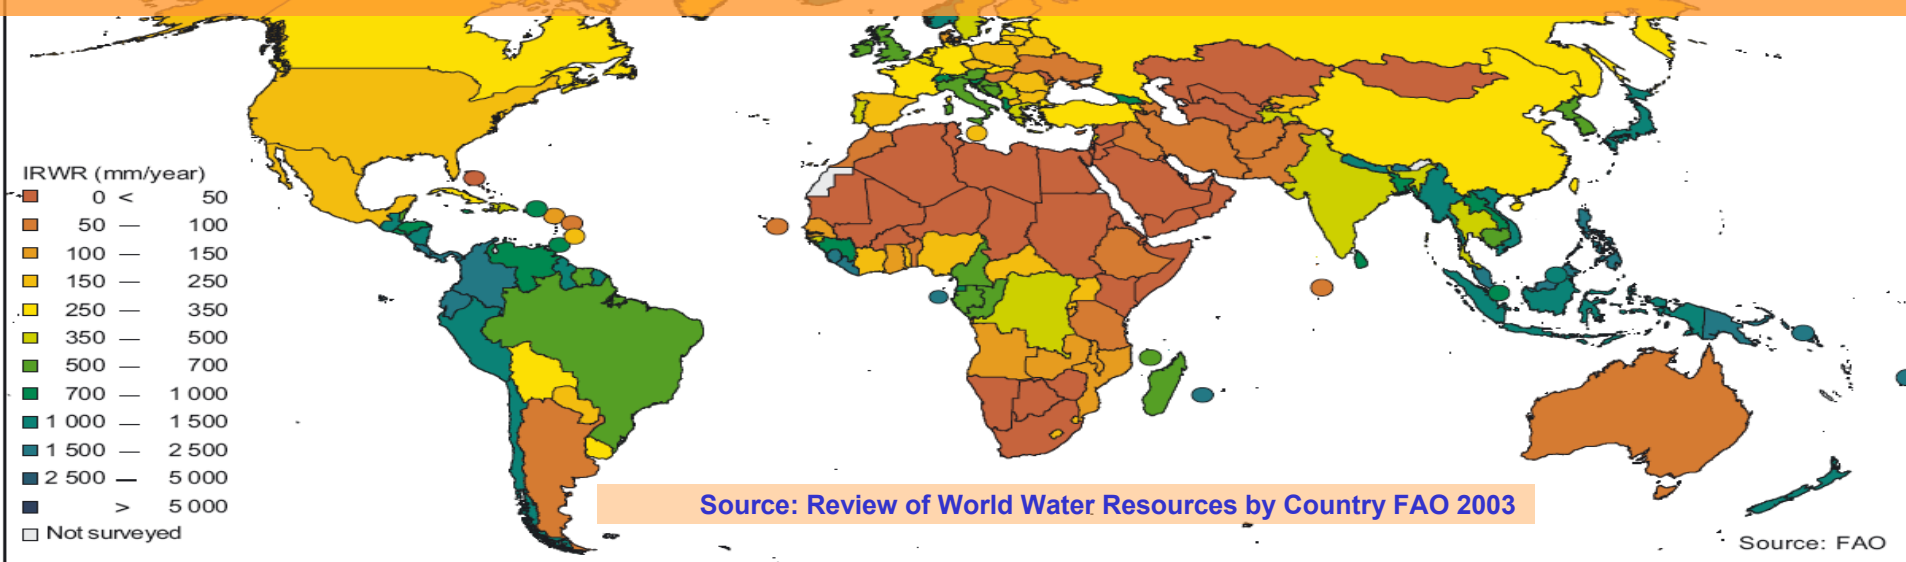 IRWR (mm/year)
0 < 50
50 — 100
100 — 150
150 — 250
250 — 350
350 — 500
500 — 700
700 — 1 000
1 000 — 1 500
1 500 — 2 500
2 500 — 5 000
> 5 000
Not surveyed
Source: Review of World Water Resources by Country FAO 2003
Source: FAO